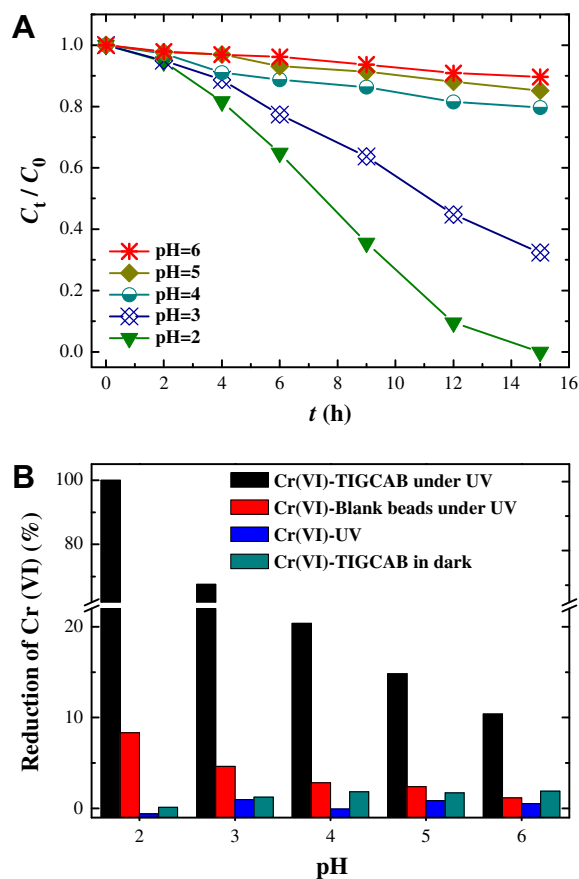 A
1.0
0.8
0.6
0.4
0.2
0.0
C_t / C_0
pH=6
pH=5
pH=4
pH=3
pH=2
0 2 4 6 8 10 12 14 16
t (h)
B
100
80
20
10
0
Reduction of Cr (VI) (%)
Cr(VI)-TIGCAB under UV
Cr(VI)-Blank beads under UV
Cr(VI)-UV
Cr(VI)-TIGCAB in dark
2 3 4 5 6
pH